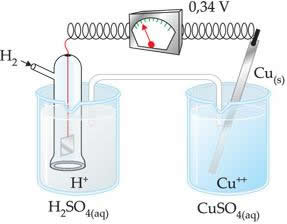 0,34 V
H₂
Cu(s)
H⁺
Cu⁺⁺
H₂SO₄(aq)
CuSO₄(aq)